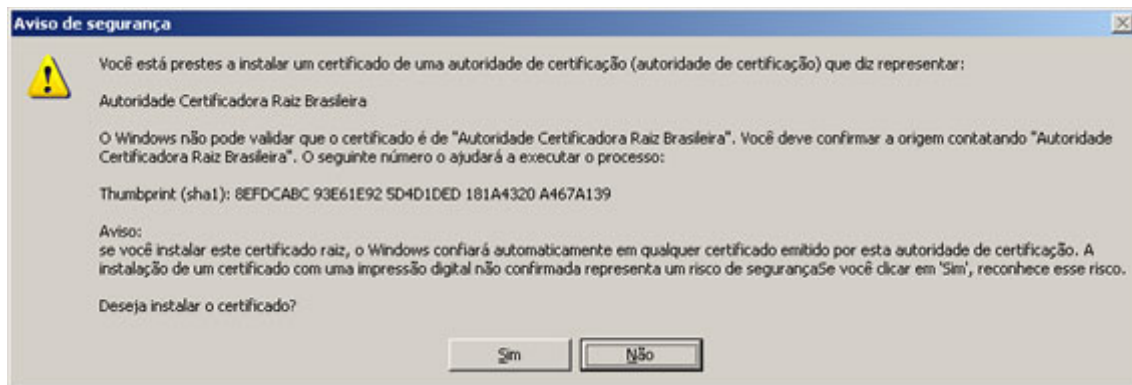 Aviso de segurança
Você está prestes a instalar um certificado de uma autoridade de certificação (autoridade de certificação) que diz representar:
Autoridade Certificadora Raiz Brasileira
O Windows não pode validar que o certificado é de "Autoridade Certificadora Raiz Brasileira". Você deve confirmar a origem contatando "Autoridade
Certificadora Raiz Brasileira". O seguinte número o ajudará a executar o processo:
Thumbprint (sha1): 8EFDCABC 93E61E92 5D4D1DED 181A4320 A467A139
Aviso:
se você instalar este certificado raiz, o Windows confiará automaticamente em qualquer certificado emitido por esta autoridade de certificação. A
instalação de um certificado com uma impressão digital não confirmada representa um risco de segurançaSe você clicar em 'Sim', reconhece esse risco.
Deseja instalar o certificado?
Sim
Não